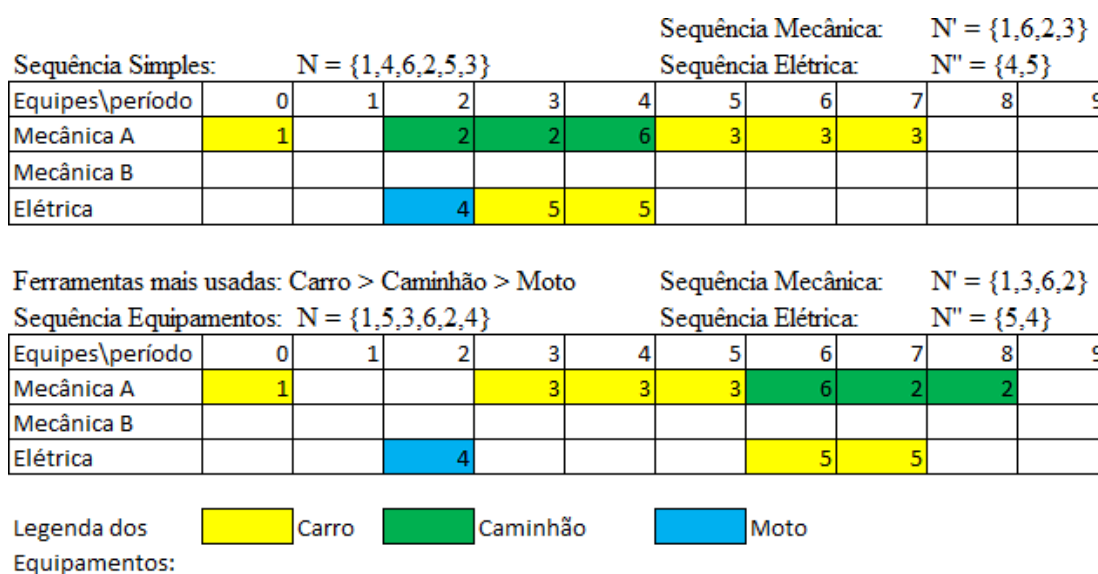 Sequência Mecânica: N' = {1,6,2,3}
Sequência Simples: N = {1,4,6,2,5,3} Sequência Elétrica: N'' = {4,5}
Equipes\período 0 1 2 3 4 5 6 7 8 9
Mecânica A 1 2 2 6 3 3 3
Mecânica B
Elétrica 4 5 5
Ferramentas mais usadas: Carro > Caminhão > Moto Sequência Mecânica: N' = {1,3,6,2}
Sequência Equipamentos: N = {1,5,3,6,2,4} Sequência Elétrica: N'' = {5,4}
Equipes\período 0 1 2 3 4 5 6 7 8 9
Mecânica A 1 3 3 3 6 2 2
Mecânica B
Elétrica 4 5 5
Legenda dos Carro Caminhão Moto
Equipamentos: